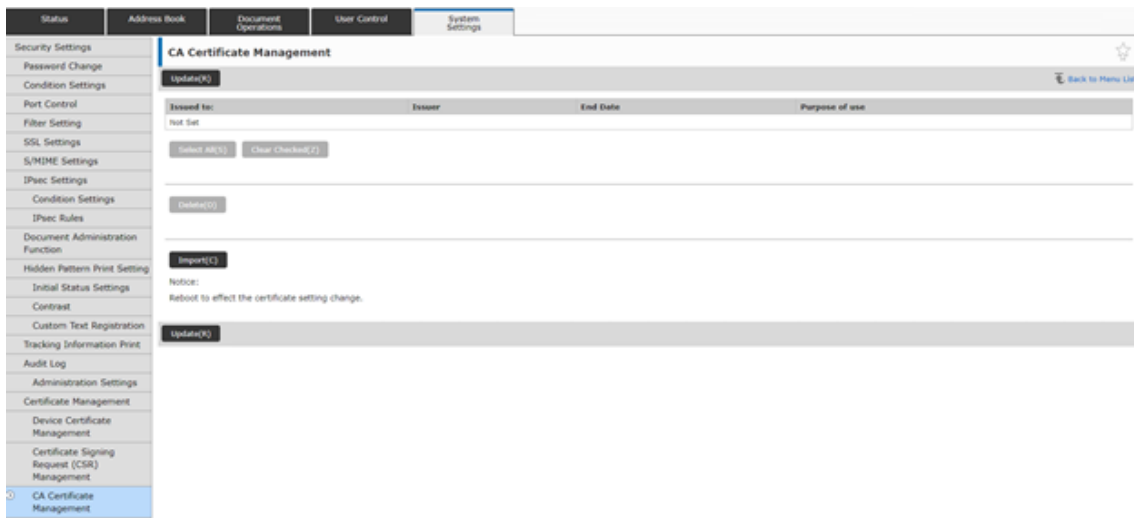 Status
Address Book
Document
Operations
User Control
System
Settings
Security Settings
Password Change
Condition Settings
Port Control
Filter Setting
SSL Settings
S/MIME Settings
IPsec Settings
Condition Settings
IPsec Rules
Document Administration
Function
Hidden Pattern Print Setting
Initial Status Settings
Contrast
Custom Text Registration
Tracking Information Print
Audit Log
Administration Settings
Certificate Management
Device Certificate
Management
Certificate Signing
Request (CSR)
Management
CA Certificate
Management
CA Certificate Management
Update(R)
Back to Menu Lis
Issued to: Issuer End Date Purpose of use
Not Set
Select All(S) Clear Checked(Z)
Delete(O)
Import(C)
Notice:
Reboot to effect the certificate setting change.
Update(R)